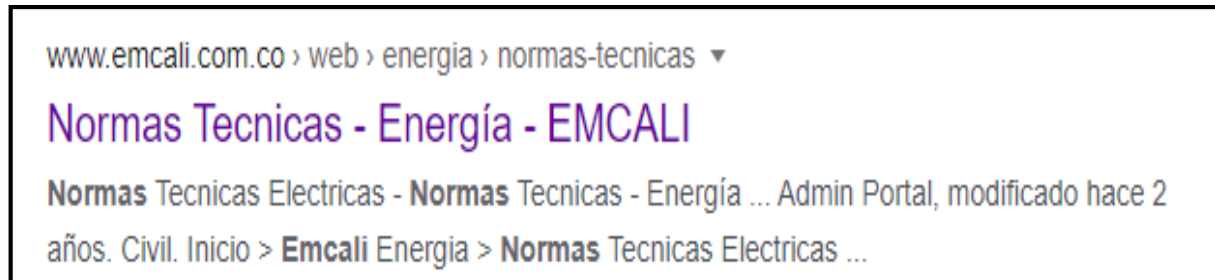 www.emcali.com.co › web › energia › normas-tecnicas
Normas Tecnicas - Energía - EMCALI
Normas Tecnicas Electricas - Normas Tecnicas - Energía ... Admin Portal, modificado hace 2
años. Civil. Inicio > Emcali Energia > Normas Tecnicas Electricas ...